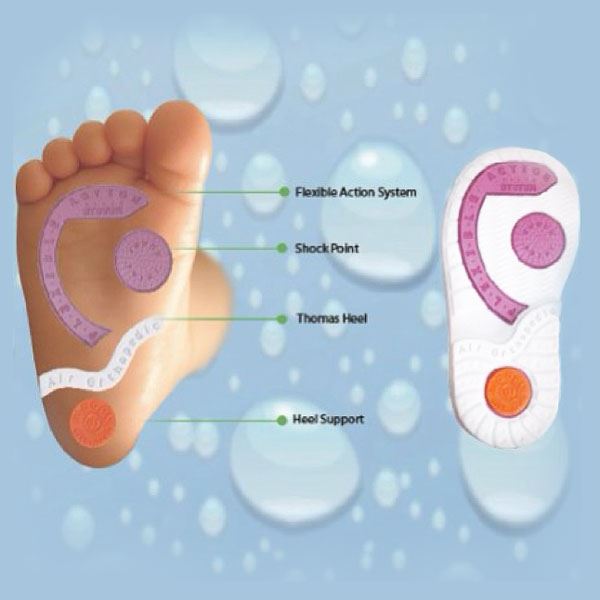 Flexible Action System
Shock Point
Thomas Heel
Heel Support
ACTION
SYSTEM
FLEXIBLE
Air Orthopedic
ACTION
SYSTEM
FLEXIBLE
Air Orthopedic